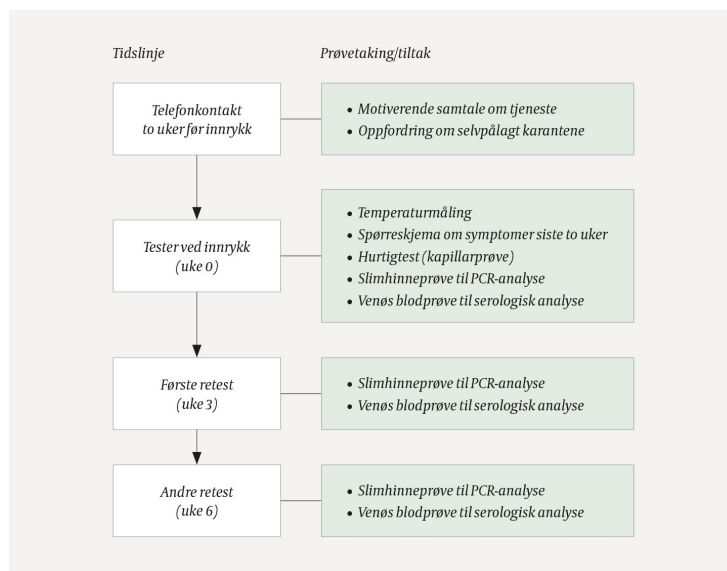 Tidslinje
Prøvetaking/tiltak
Telefonkontakt
to uker før innrykk
• Motiverende samtale om tjeneste
• Oppfordring om selvpålagt karantene
Tester ved innrykk
(uke 0)
• Temperaturmåling
• Spørreskjema om symptomer siste to uker
• Hurtigtest (kapillarprøve)
• Slimhinneprøve til PCR-analyse
• Venøs blodprøve til serologisk analyse
Første retest
(uke 3)
• Slimhinneprøve til PCR-analyse
• Venøs blodprøve til serologisk analyse
Andre retest
(uke 6)
• Slimhinneprøve til PCR-analyse
• Venøs blodprøve til serologisk analyse